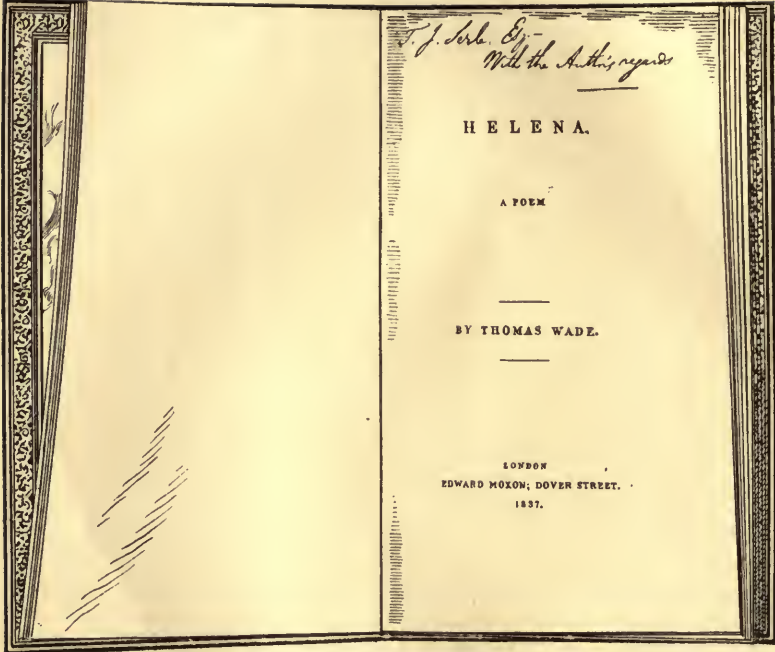 T. J. Serle. Esq–
With the Author's regards
HELENA.
A POEM
BY THOMAS WADE.
LONDON
EDWARD MOXON; DOVER STREET.
1837.